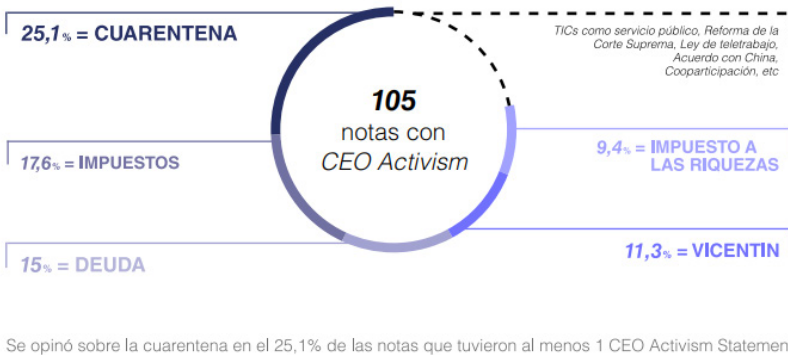 25,1% = CUARENTENA
TICs como servicio público, Reforma de la
Corte Suprema, Ley de teletrabajo,
Acuerdo con China,
Cooparticipación, etc
105
notas con
CEO Activism
17,6% = IMPUESTOS
9,4% = IMPUESTO A
LAS RIQUEZAS
15% = DEUDA
11,3% = VICENTIN
Se opinó sobre la cuarentena en el 25,1% de las notas que tuvieron al menos 1 CEO Activism Statemen